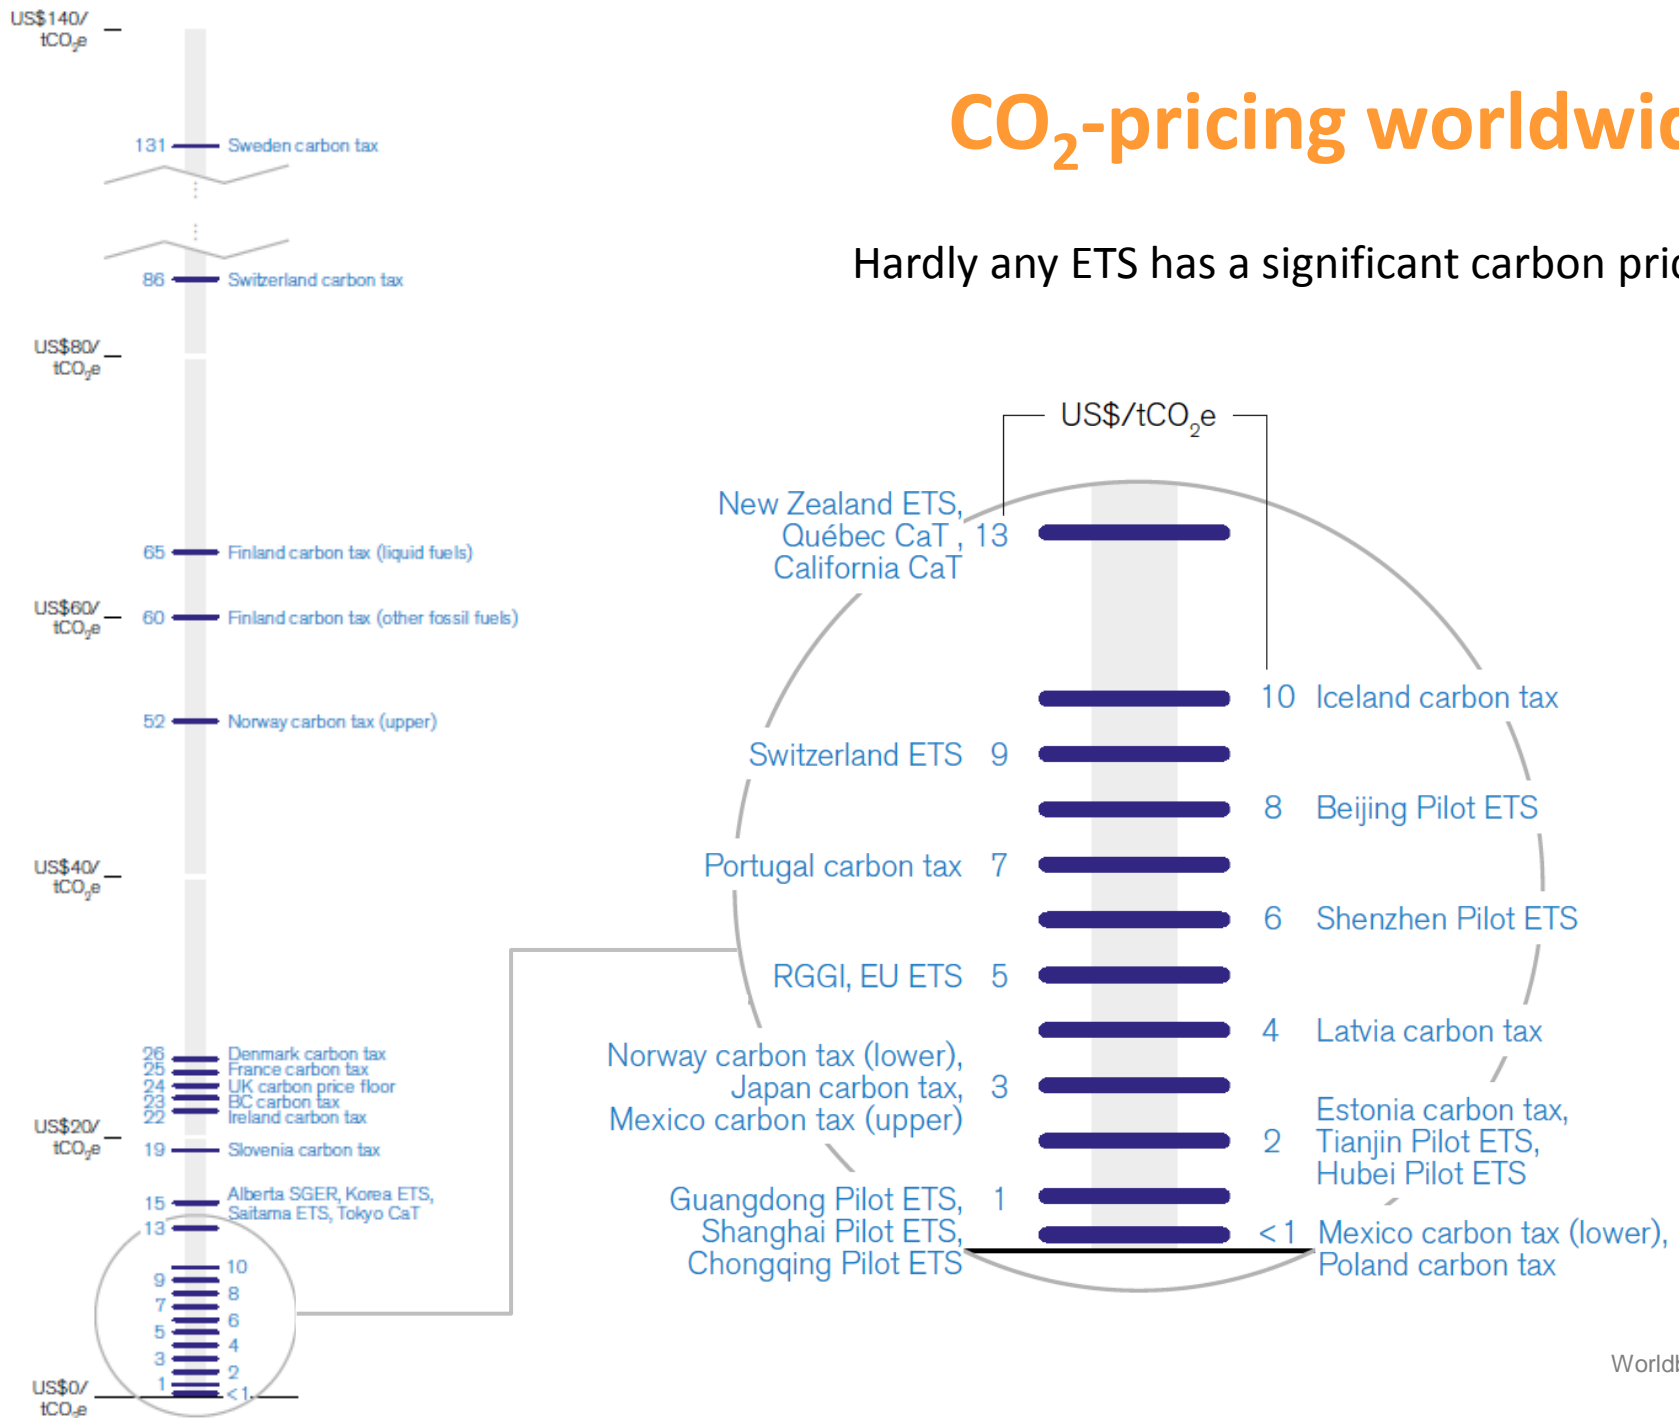 CO₂-pricing
Hardly any ETS has a significant carbon
US$140/
tCO₂e
131 Sweden carbon tax
86 Switzerland carbon tax
US$80/
tCO₂e
65 Finland carbon tax (liquid fuels)
US$60/
tCO₂e
60 Finland carbon tax (other fossil fuels)
52 Norway carbon tax (upper)
US$40/
tCO₂e
26 Denmark carbon tax
25 France carbon tax
24 UK carbon price floor
23 BC carbon tax
22 Ireland carbon tax
US$20/
tCO₂e
19 Slovenia carbon tax
15 Alberta SGER, Korea ETS,
Saitama ETS, Tokyo CaT
13
10
9
8
7
6
5
4
3
2
1
<1
US$0/
tCO₂e
US$/tCO₂e
New Zealand ETS,
Québec CaT , 13
California CaT
10 Iceland carbon tax
Switzerland ETS 9
8 Beijing Pilot ETS
Portugal carbon tax 7
6 Shenzhen Pilot ETS
RGGI, EU ETS 5
4 Latvia carbon tax
Norway carbon tax (lower),
Japan carbon tax, 3
Mexico carbon tax (upper)
Estonia carbon tax,
2 Tianjin Pilot ETS,
Hubei Pilot ETS
Guangdong Pilot ETS, 1
Shanghai Pilot ETS,
Chongqing Pilot ETS
<1 Mexico carbon tax (lower),
Poland carbon tax